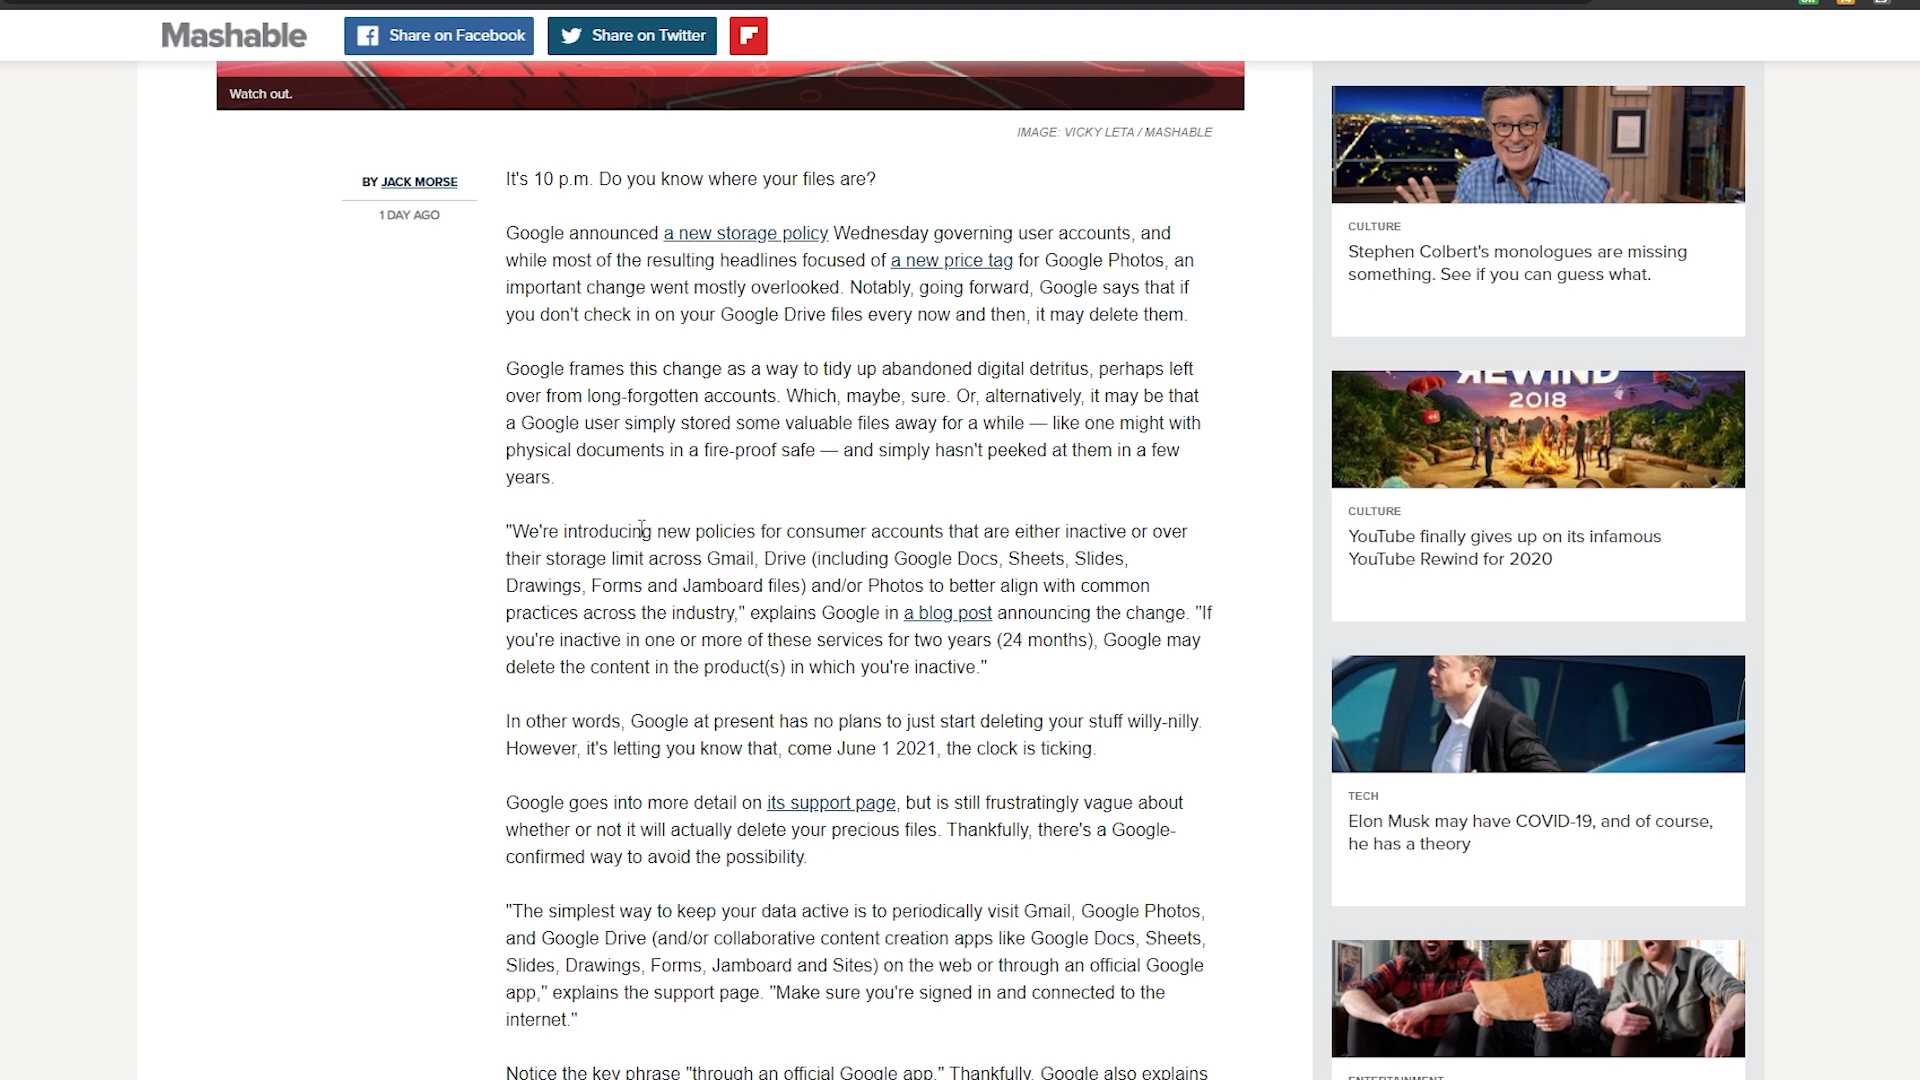 Mashable
Share on Facebook
Share on Twitter
Watch out.
IMAGE: VICKY LETA / MASHABLE
BY JACK MORSE
1 DAY AGO
It's 10 p.m. Do you know where your files are?
Google announced a new storage policy Wednesday governing user accounts, and
while most of the resulting headlines focused of a new price tag for Google Photos, an
important change went mostly overlooked. Notably, going forward, Google says that if
you don't check in on your Google Drive files every now and then, it may delete them.
Google frames this change as a way to tidy up abandoned digital detritus, perhaps left
over from long-forgotten accounts. Which, maybe, sure. Or, alternatively, it may be that
a Google user simply stored some valuable files away for a while — like one might with
physical documents in a fire-proof safe — and simply hasn't peeked at them in a few
years.
"We're introducing new policies for consumer accounts that are either inactive or over
their storage limit across Gmail, Drive (including Google Docs, Sheets, Slides,
Drawings, Forms and Jamboard files) and/or Photos to better align with common
practices across the industry," explains Google in a blog post announcing the change. "If
you're inactive in one or more of these services for two years (24 months), Google may
delete the content in the product(s) in which you're inactive."
In other words, Google at present has no plans to just start deleting your stuff willy-nilly.
However, it's letting you know that, come June 1 2021, the clock is ticking.
Google goes into more detail on its support page, but is still frustratingly vague about
whether or not it will actually delete your precious files. Thankfully, there's a Google-
confirmed way to avoid the possibility.
"The simplest way to keep your data active is to periodically visit Gmail, Google Photos,
and Google Drive (and/or collaborative content creation apps like Google Docs, Sheets,
Slides, Drawings, Forms, Jamboard and Sites) on the web or through an official Google
app," explains the support page. "Make sure you're signed in and connected to the
internet."
Notice the key phrase "through an official Google app." Thankfully, Google also explains
CULTURE
Stephen Colbert's monologues are missing
something. See if you can guess what.
REWIND
2018
CULTURE
YouTube finally gives up on its infamous
YouTube Rewind for 2020
TECH
Elon Musk may have COVID-19, and of course,
he has a theory
ENTERTAINMENT